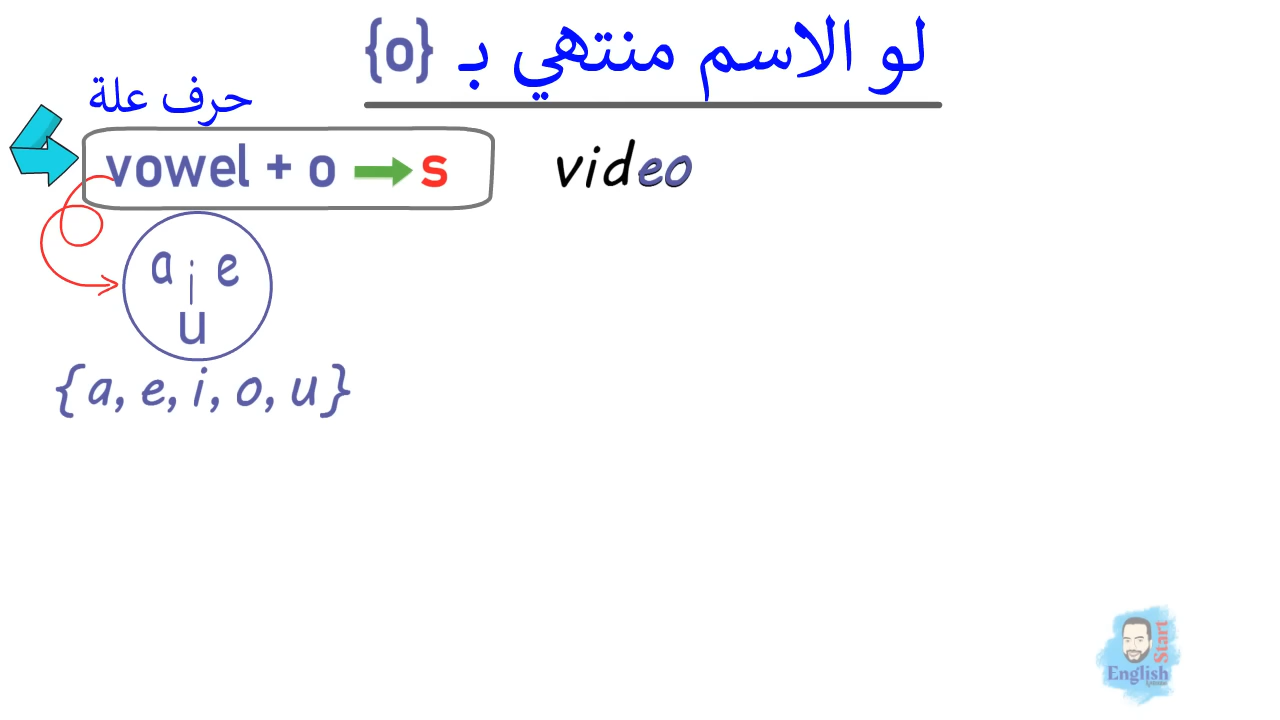 لو الاسم منتهي بـ {o}
حرف علة
vowel + o → s
video
a i e
u
{a, e, i, o, u}
Start
English